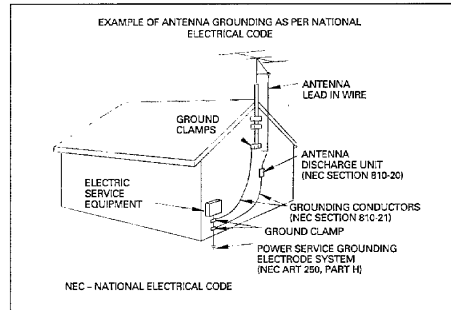 EXAMPLE OF ANTENNA GROUNDING AS PER NATIONAL
ELECTRICAL CODE
ANTENNA
LEAD IN WIRE
GROUND
CLAMPS
ANTENNA
DISCHARGE UNIT
(NEC SECTION 810-20)
ELECTRIC
SERVICE
EQUIPMENT
GROUNDING CONDUCTORS
(NEC SECTION 810-21)
GROUND CLAMP
POWER SERVICE GROUNDING
ELECTRODE SYSTEM
(NEC ART 250, PART H)
NEC – NATIONAL ELECTRICAL CODE